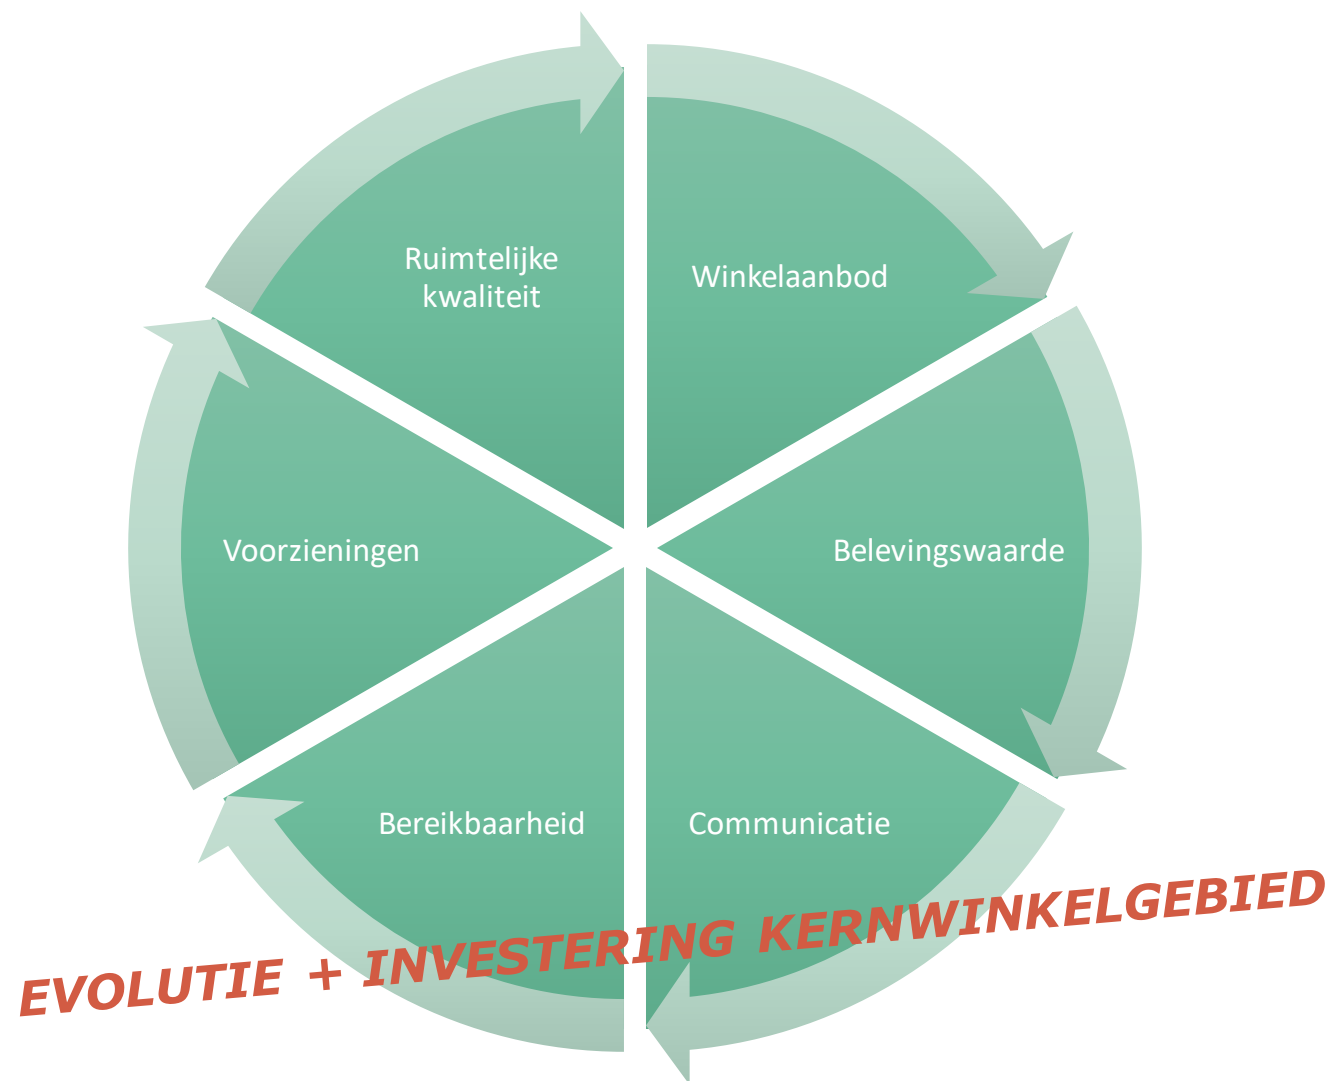 Ruimtelijke
kwaliteit
Winkelaanbod
Voorzieningen
Belevingswaarde
Bereikbaarheid
Communicatie
EVOLUTIE + INVESTERING KERNWINKELGEBIED